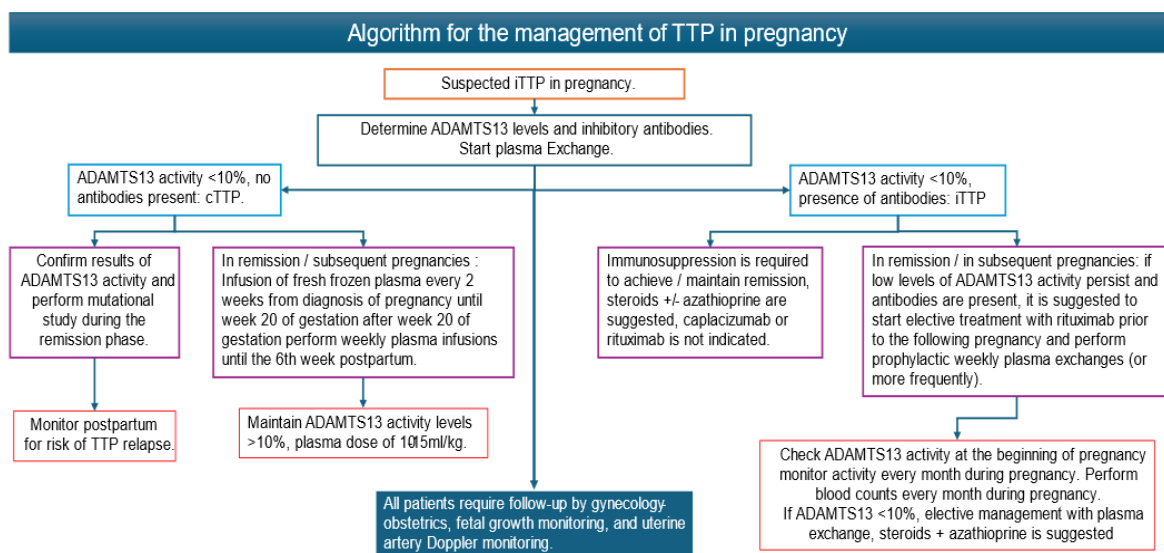 Algorithm for the management of TTP in pregnancy
Suspected iTTP in pregnancy.
Determine ADAMTS13 levels and inhibitory antibodies.
Start plasma Exchange.
ADAMTS13 activity <10%, no
antibodies present: cTTP.
ADAMTS13 activity <10%,
presence of antibodies: iTTP
Confirm results of
ADAMTS13 activity and
perform mutational
study during the
remission phase.
In remission / subsequent pregnancies :
Infusion of fresh frozen plasma every 2
weeks from diagnosis of pregnancy until
week 20 of gestation after week 20 of
gestation perform weekly plasma infusions
until the 6th week postpartum.
Immunosuppression is required
to achieve / maintain remission,
steroids +/- azathioprine are
suggested, caplacizumab or
rituximab is not indicated.
In remission / in subsequent pregnancies: if
low levels of ADAMTS13 activity persist and
antibodies are present, it is suggested to
start elective treatment with rituximab prior
to the following pregnancy and perform
prophylactic weekly plasma exchanges (or
more frequently).
Monitor postpartum
for risk of TTP relapse.
Maintain ADAMTS13 activity levels
>10%, plasma dose of 10-15ml/kg.
Check ADAMTS13 activity at the beginning of pregnancy
monitor activity every month during pregnancy. Perform
blood counts every month during pregnancy.
If ADAMTS13 <10%, elective management with plasma
exchange, steroids + azathioprine is suggested
All patients require follow-up by gynecology-
obstetrics, fetal growth monitoring, and uterine
artery Doppler monitoring.